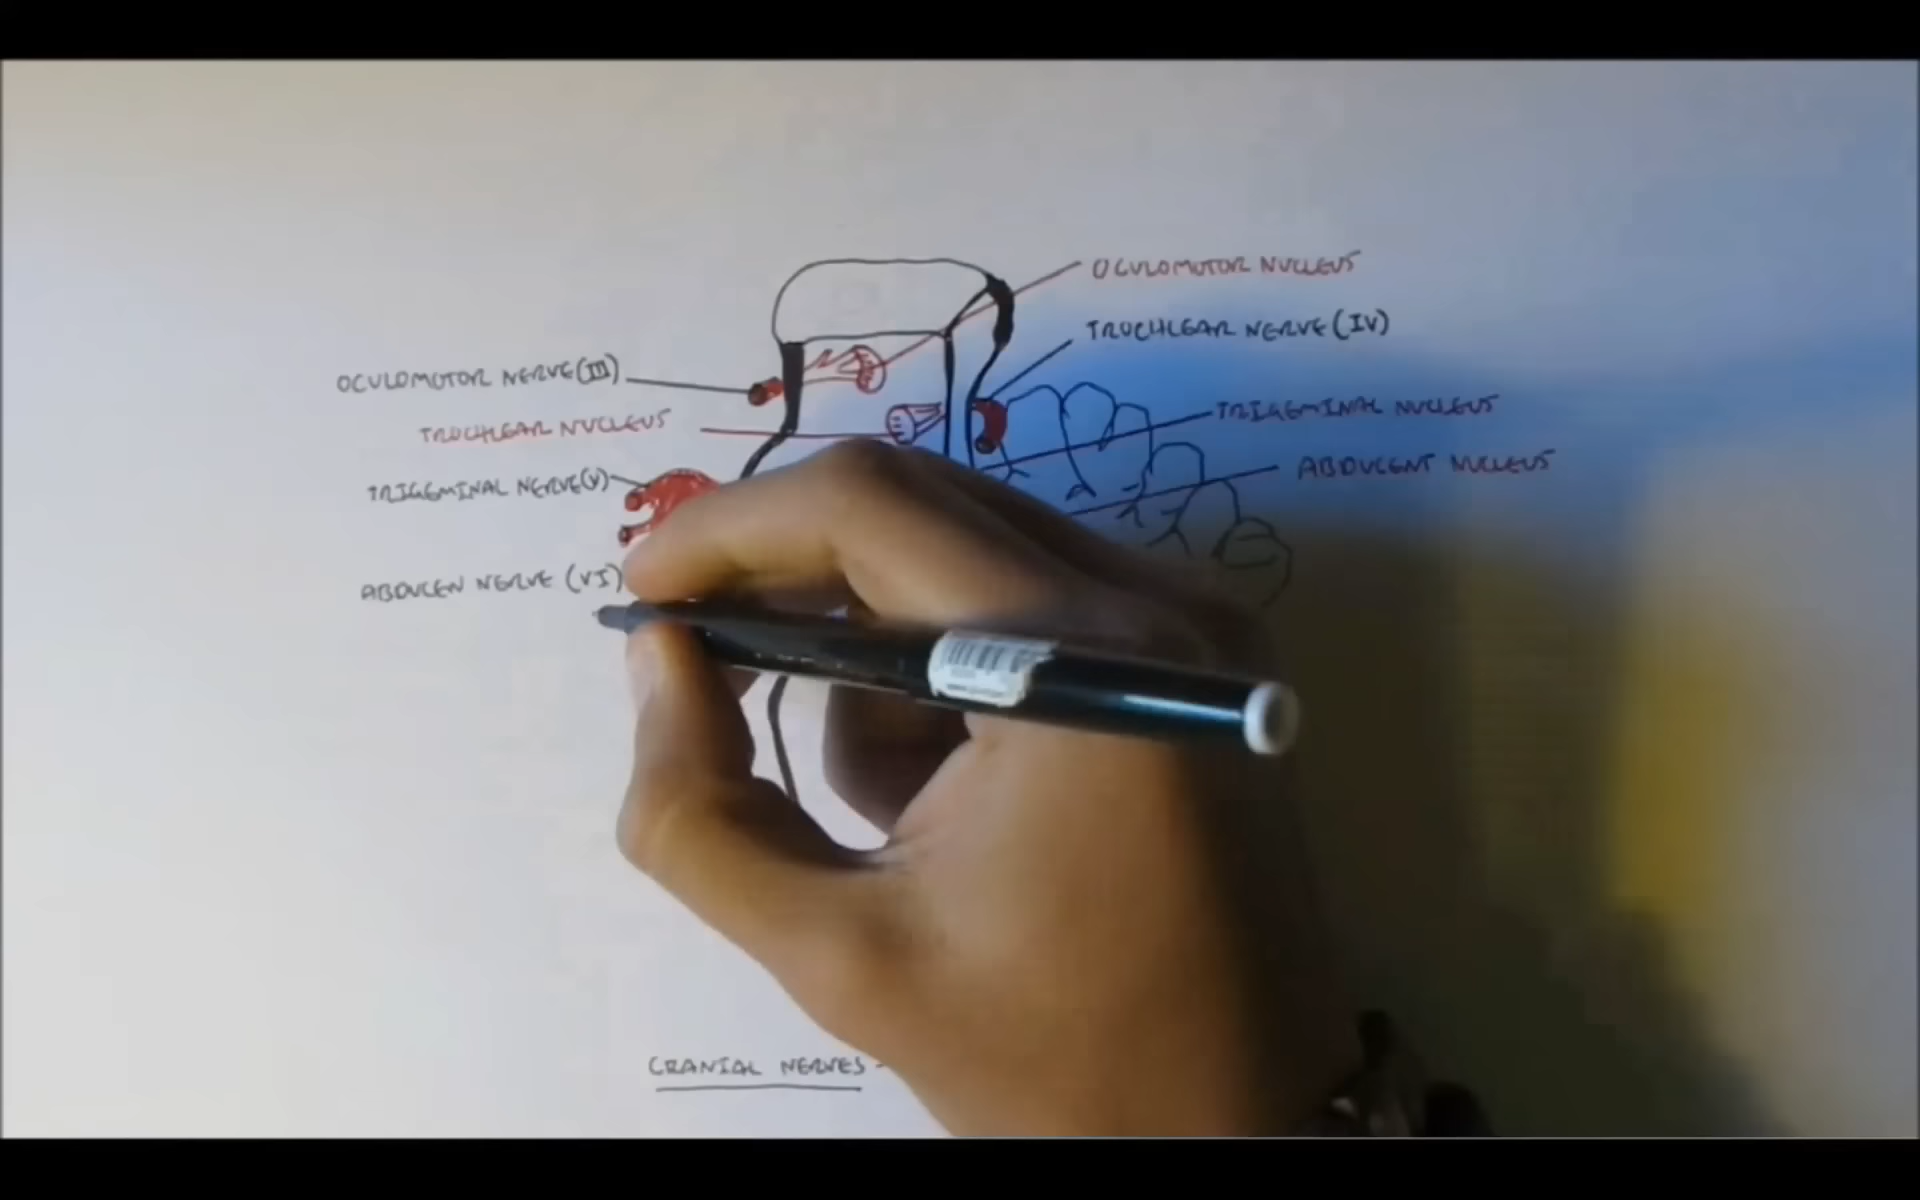 OCULOMOTOR NUCLEUS
TROCHLEAR NERVE (IV)
OCULOMOTOR NERVE (III)
TRIGEMINAL NUCLEUS
TROCHLEAR NUCLEUS
ABDUCENT NUCLEUS
TRIGEMINAL NERVE (V)
ABDUCEN NERVE (VI)
CRANIAL NERVES -